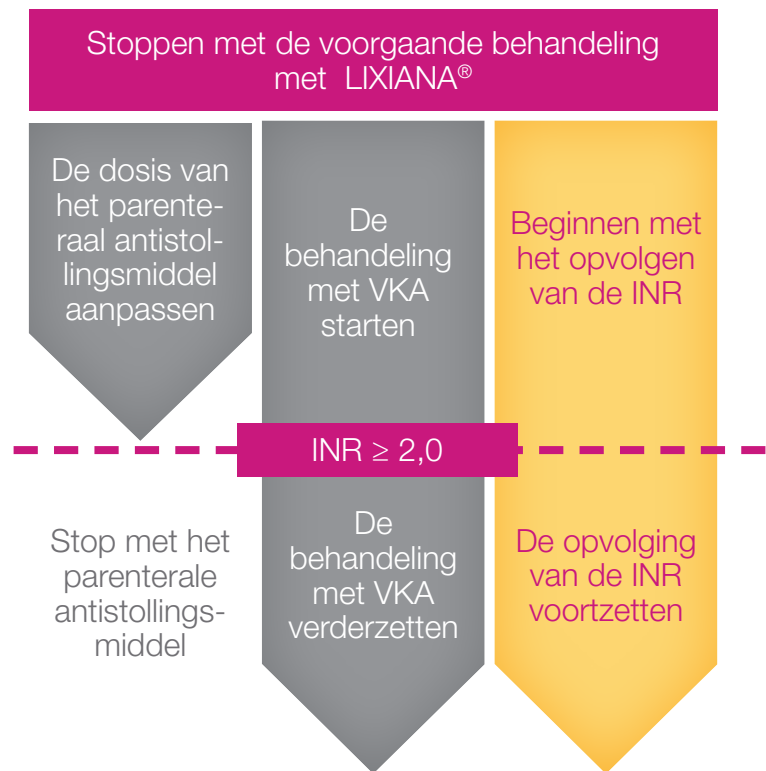 Stoppen met de voorgaande behandeling
met LIXIANA®
De dosis van
het parente-
raal antistol-
lingsmiddel
aanpassen
De
behandeling
met VKA
starten
Beginnen met
het opvolgen
van de INR
INR ≥ 2,0
Stop met het
parenterale
antistollings-
middel
De
behandeling
met VKA
verderzetten
De opvolging
van de INR
voortzetten